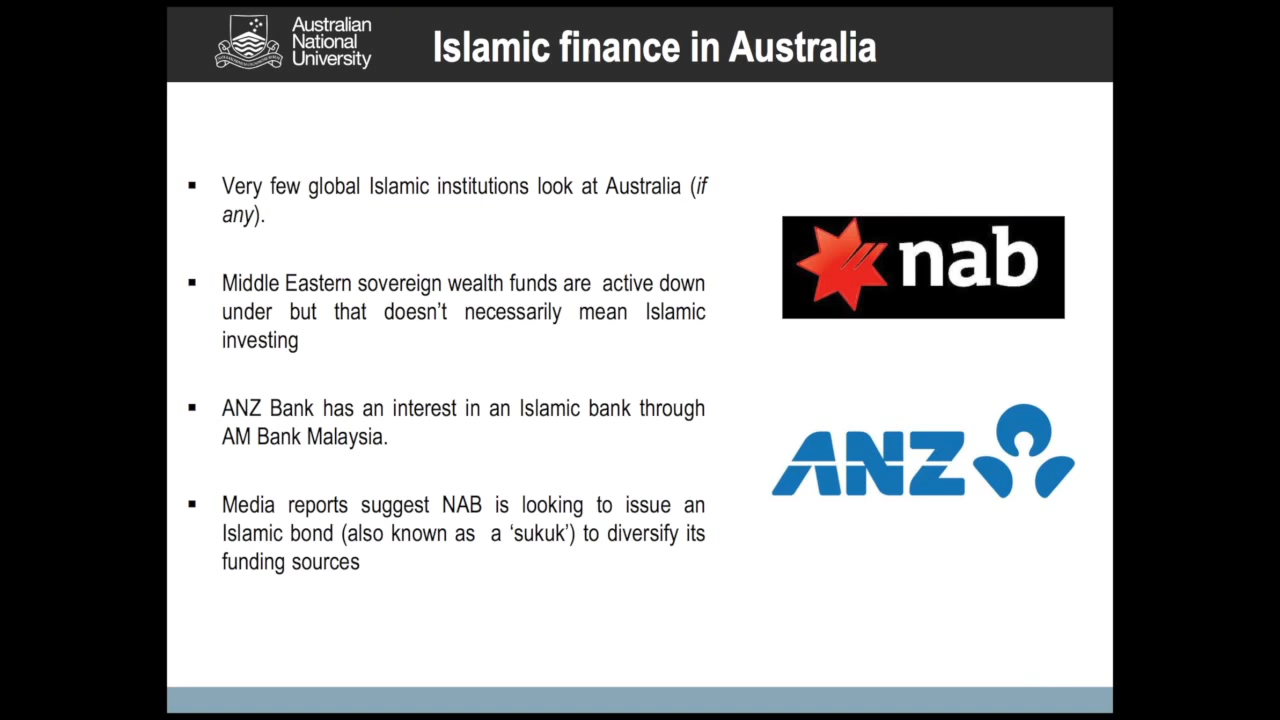 Australian
National
University
Islamic finance in Australia
▪ Very few global Islamic institutions look at Australia (if
any).
▪ Middle Eastern sovereign wealth funds are  active down
under but that doesn’t necessarily mean Islamic
investing
▪ ANZ Bank has an interest in an Islamic bank through
AM Bank Malaysia.
▪ Media reports suggest NAB is looking to issue an
Islamic bond (also known as  a ‘sukuk’) to diversify its
funding sources
nab
ANZ